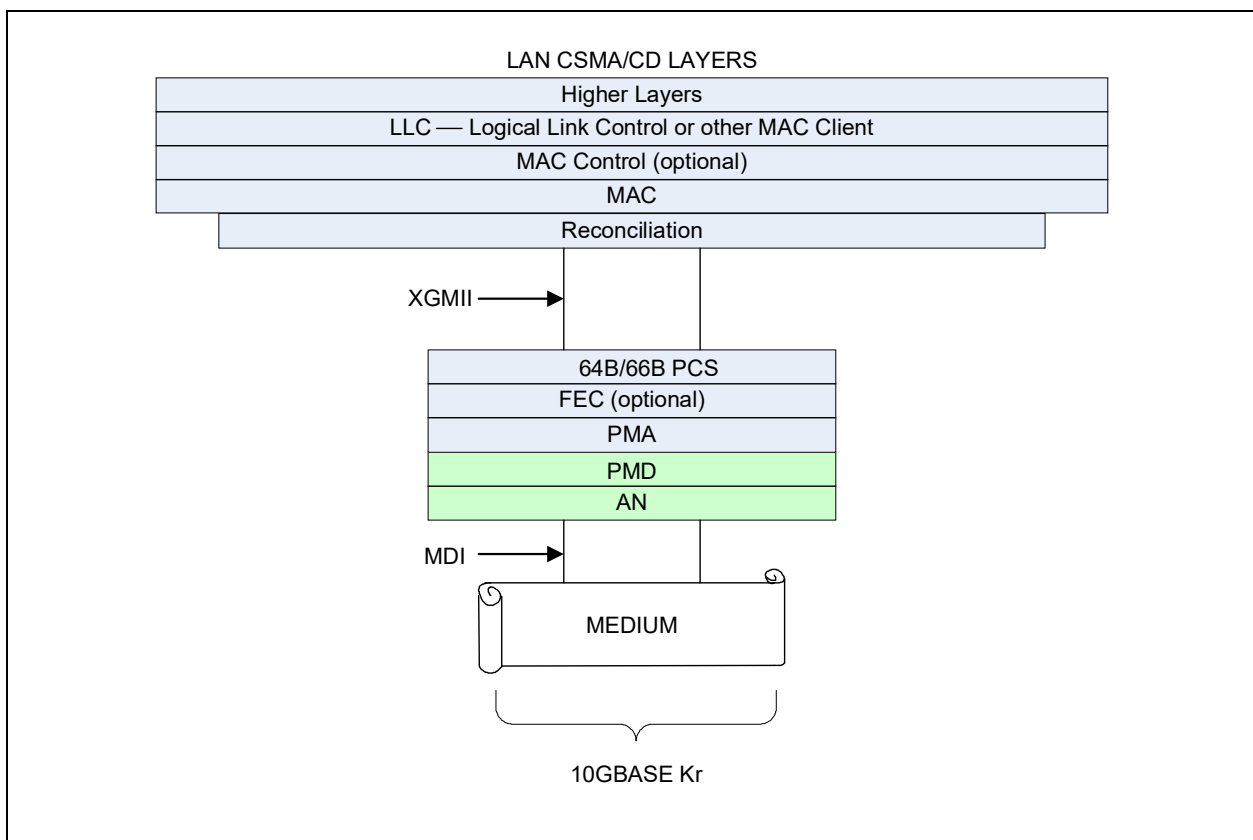 LAN CSMA/CD LAYERS
Higher Layers
LLC — Logical Link Control or other MAC Client
MAC Control (optional)
MAC
Reconciliation
XGMII
64B/66B PCS
FEC (optional)
PMA
PMD
AN
MDI
MEDIUM
10GBASE Kr